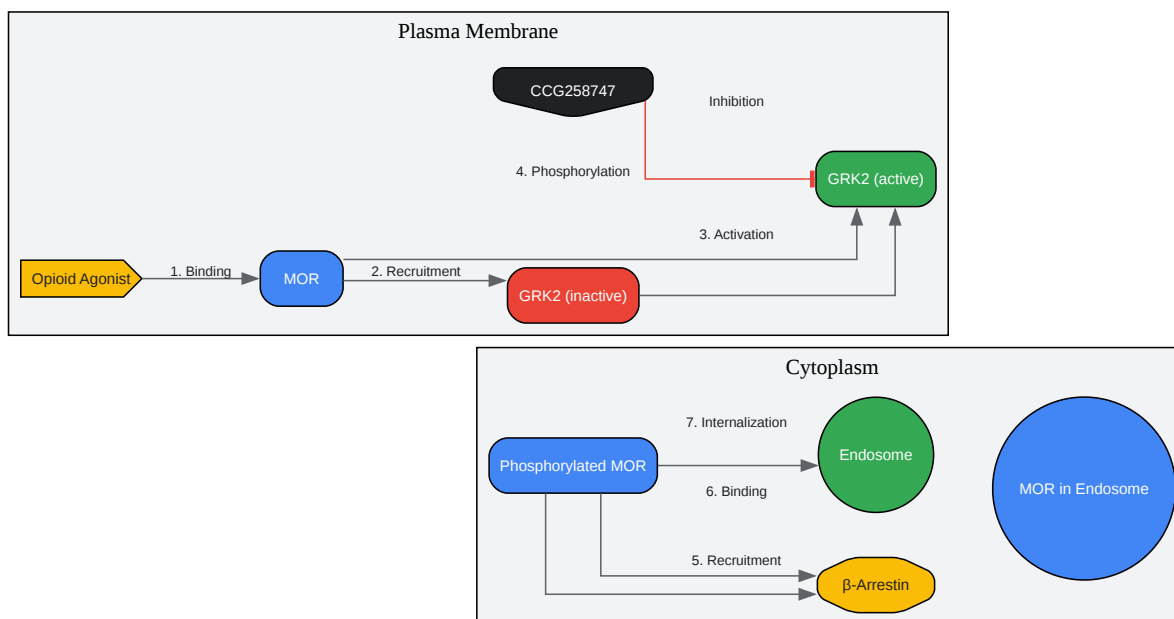 Plasma Membrane
CCG258747
Inhibition
4. Phosphorylation
GRK2 (active)
3. Activation
Opioid Agonist
1. Binding
MOR
2. Recruitment
GRK2 (inactive)
Cytoplasm
7. Internalization
Endosome
Phosphorylated MOR
6. Binding
MOR in Endosome
5. Recruitment
β-Arrestin